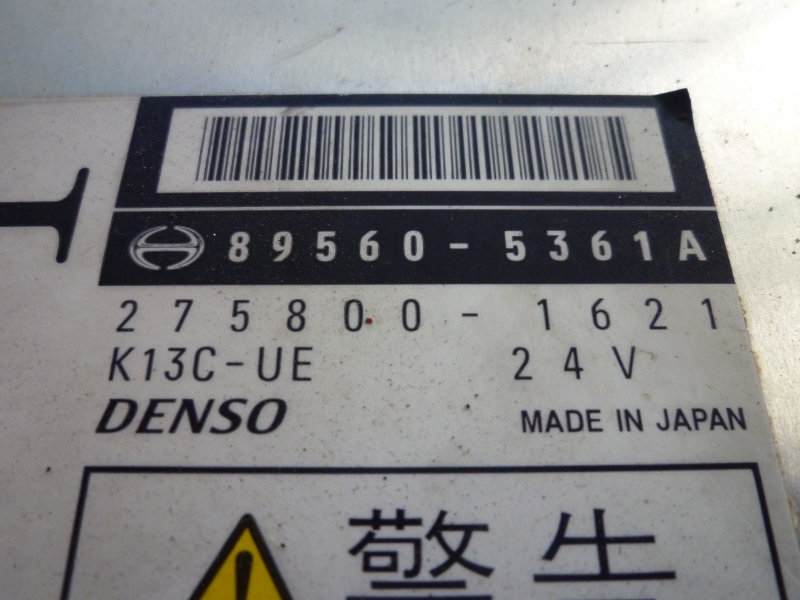 89560-5361A
275800-1621
K13C-UE 24V
DENSO MADE IN JAPAN
警告